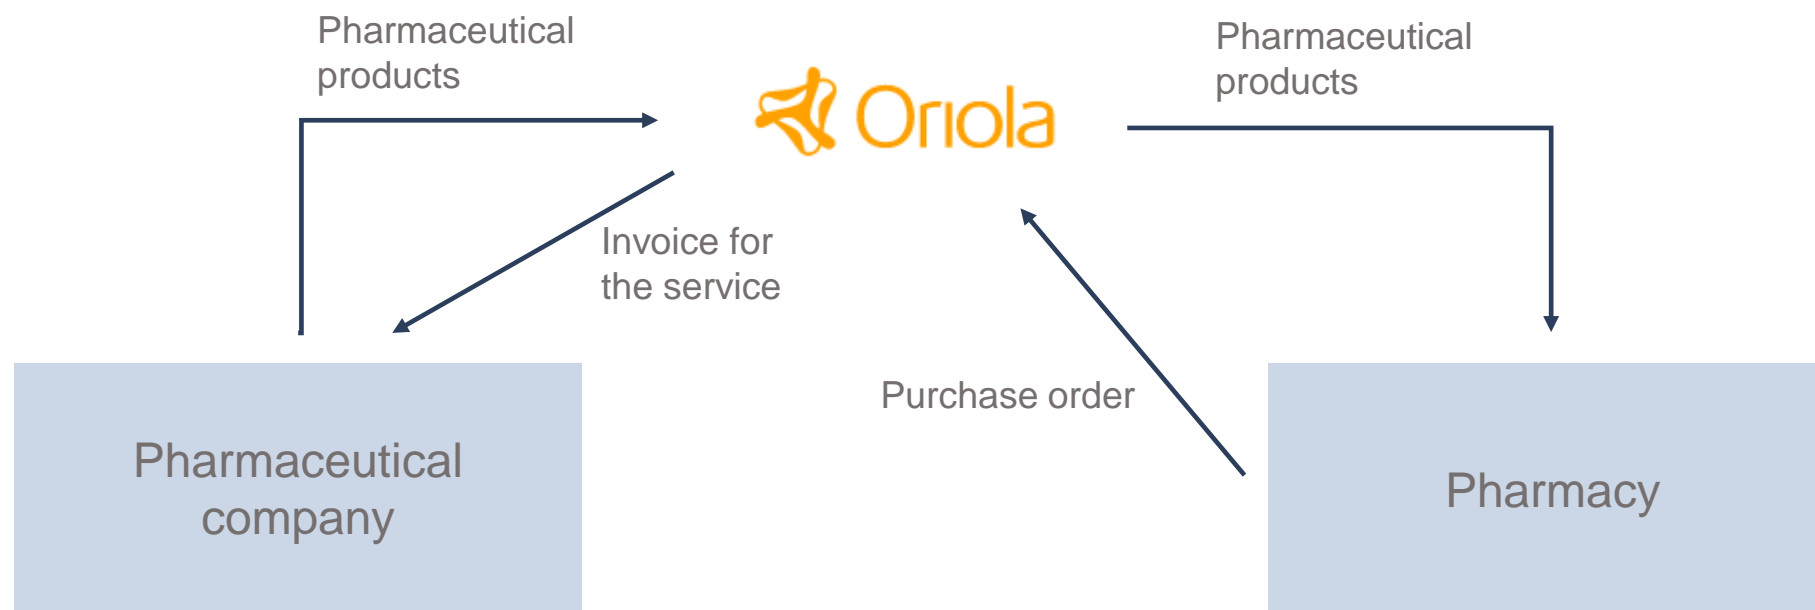 Pharmaceutical
products
Oriola
Pharmaceutical
products
Invoice for
the service
Purchase order
Pharmaceutical
company
Pharmacy